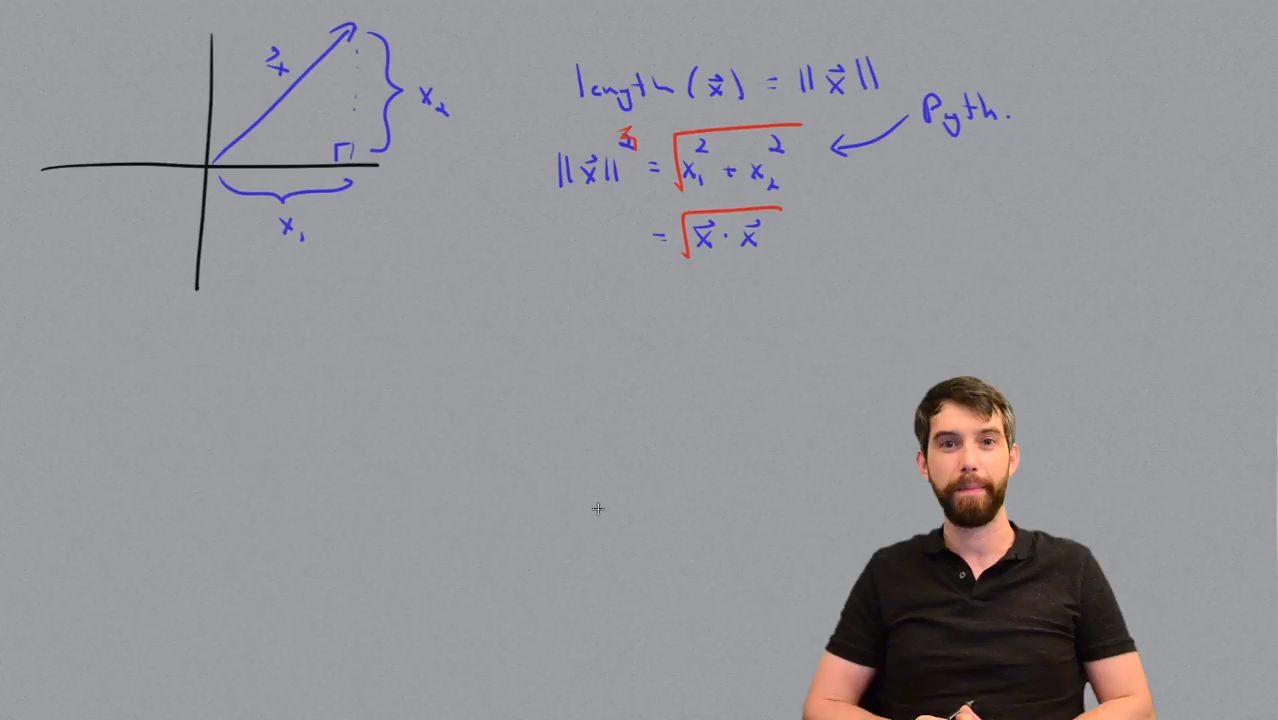 x⃗
x₂
x₁
length(x⃗) = ||x⃗||
Pyth.
||x⃗|| = √x₁² + x₂²
= √x⃗ · x⃗